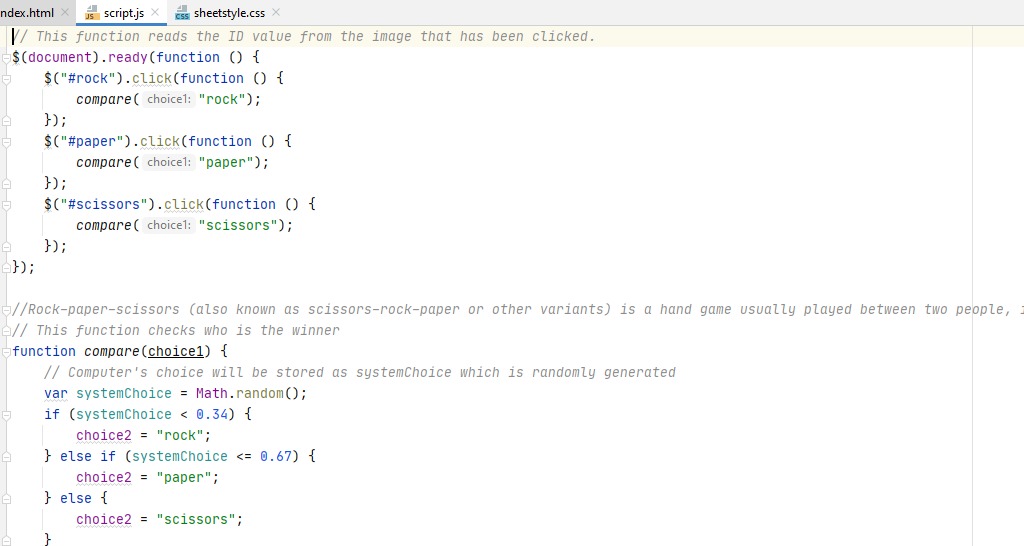 ndex.html script.js sheetstyle.css
// This function reads the ID value from the image that has been clicked.
$(document).ready(function () {
$("#rock").click(function () {
compare( choice1: "rock");
});
$("#paper").click(function () {
compare( choice1: "paper");
});
$("#scissors").click(function () {
compare( choice1: "scissors");
});
});
//Rock-paper-scissors (also known as scissors-rock-paper or other variants) is a hand game usually played between two people,
// This function checks who is the winner
function compare(choice1) {
// Computer's choice will be stored as systemChoice which is randomly generated
var systemChoice = Math.random();
if (systemChoice < 0.34) {
choice2 = "rock";
} else if (systemChoice <= 0.67) {
choice2 = "paper";
} else {
choice2 = "scissors";
}